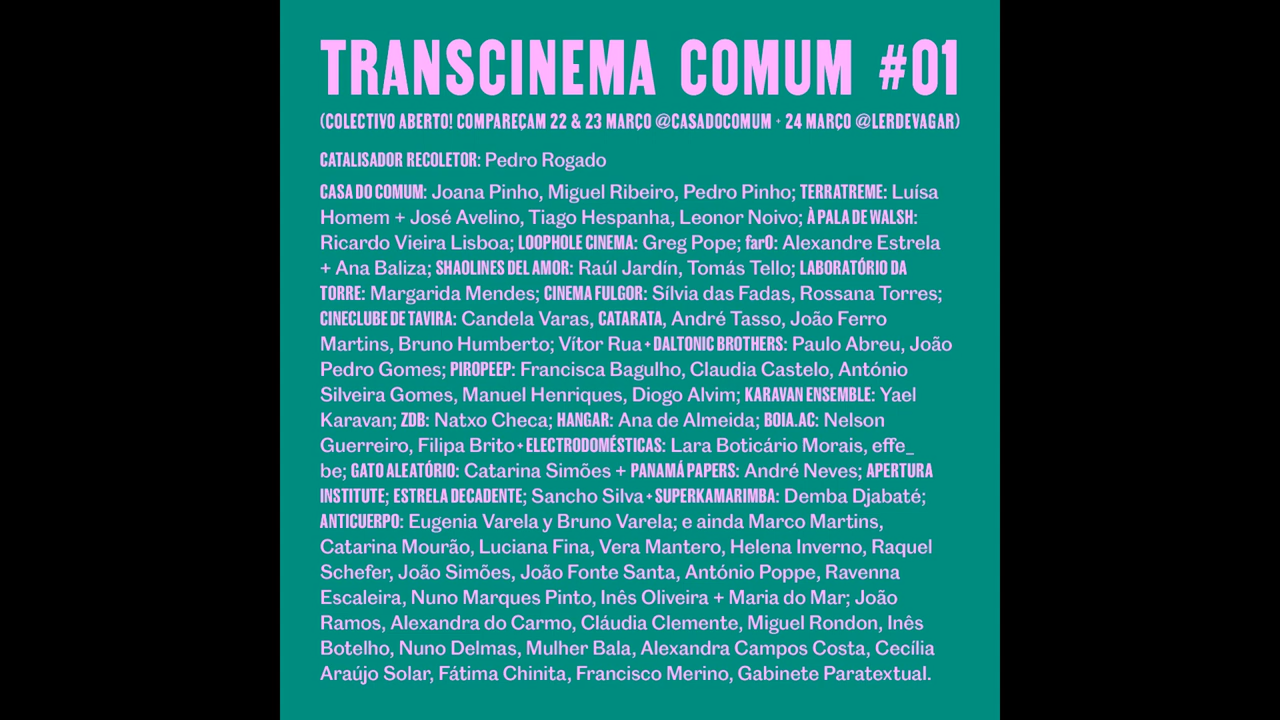 TRANSCINEMA COMUM #01
(COLECTIVO ABERTO! COMPAREÇAM 22 & 23 MARÇO @CASADOCOMUM + 24 MARÇO @LERDEVAGAR)
CATALISADOR RECOLETOR: Pedro Rogado
CASA DO COMUM: Joana Pinho, Miguel Ribeiro, Pedro Pinho; TERRATREME: Luísa
Homem + José Avelino, Tiago Hespanha, Leonor Noivo; À PALA DE WALSH:
Ricardo Vieira Lisboa; LOOPHOLE CINEMA: Greg Pope; far0: Alexandre Estrela
+ Ana Baliza; SHAOLINES DEL AMOR: Raúl Jardín, Tomás Tello; LABORATÓRIO DA
TORRE: Margarida Mendes; CINEMA FULGOR: Sílvia das Fadas, Rossana Torres;
CINECLUBE DE TAVIRA: Candela Varas, CATARATA, André Tasso, João Ferro
Martins, Bruno Humberto; Vítor Rua + DALTONIC BROTHERS: Paulo Abreu, João
Pedro Gomes; PIROPEEP: Francisca Bagulho, Claudia Castelo, António
Silveira Gomes, Manuel Henriques, Diogo Alvim; KARAVAN ENSEMBLE: Yael
Karavan; ZDB: Natxo Checa; HANGAR: Ana de Almeida; BOIA.AC: Nelson
Guerreiro, Filipa Brito + ELECTRODOMÉSTICAS: Lara Boticário Morais, effe_
be; GATO ALEATÓRIO: Catarina Simões + PANAMÁ PAPERS: André Neves; APERTURA
INSTITUTE; ESTRELA DECADENTE; Sancho Silva + SUPERKAMARIMBA: Demba Djabaté;
ANTICUERPO: Eugenia Varela y Bruno Varela; e ainda Marco Martins,
Catarina Mourão, Luciana Fina, Vera Mantero, Helena Inverno, Raquel
Schefer, João Simões, João Fonte Santa, António Poppe, Ravenna
Escaleira, Nuno Marques Pinto, Inês Oliveira + Maria do Mar; João
Ramos, Alexandra do Carmo, Cláudia Clemente, Miguel Rondon, Inês
Botelho, Nuno Delmas, Mulher Bala, Alexandra Campos Costa, Cecília
Araújo Solar, Fátima Chinita, Francisco Merino, Gabinete Paratextual.